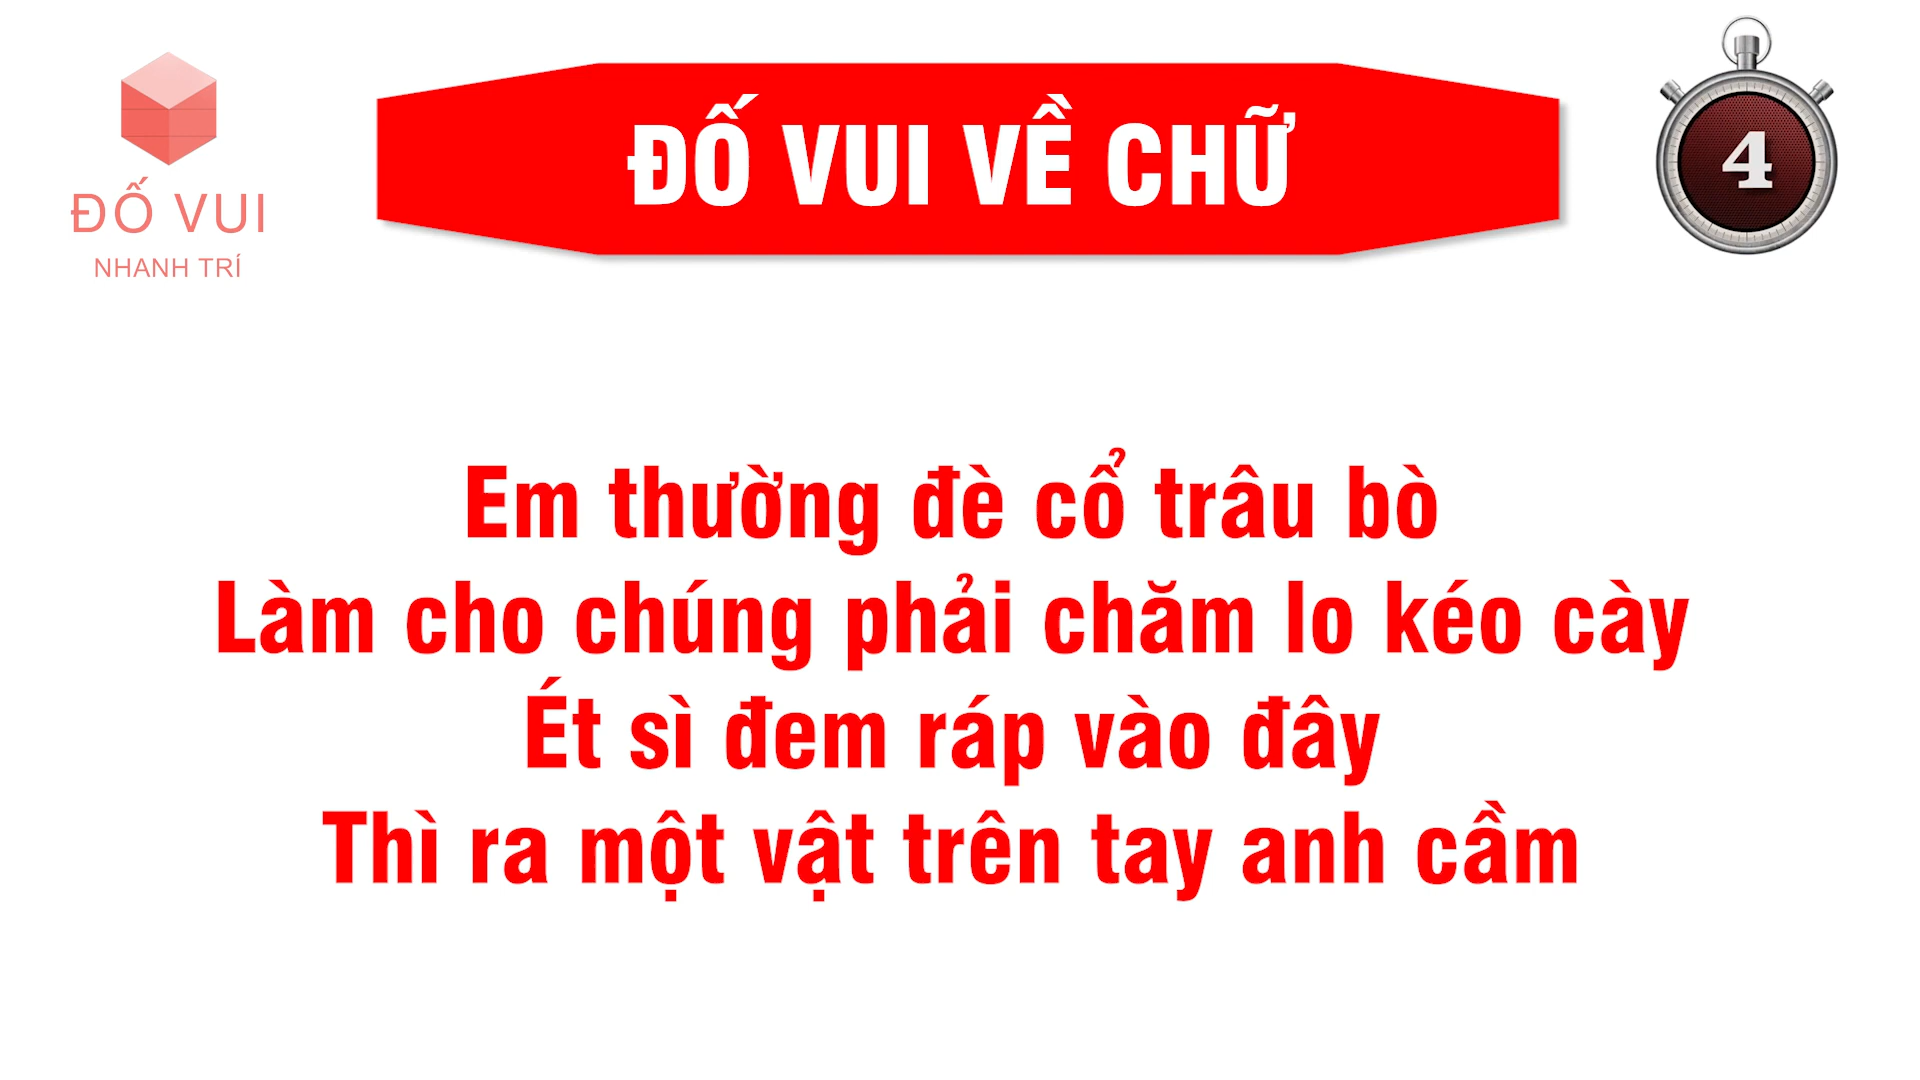 ĐỐ VUI
NHANH TRÍ
ĐỐ VUI VỀ CHỮ
4
Em thường đè cổ trâu bò
Làm cho chúng phải chăm lo kéo cày
Ét sì đem ráp vào đây
Thì ra một vật trên tay anh cầm